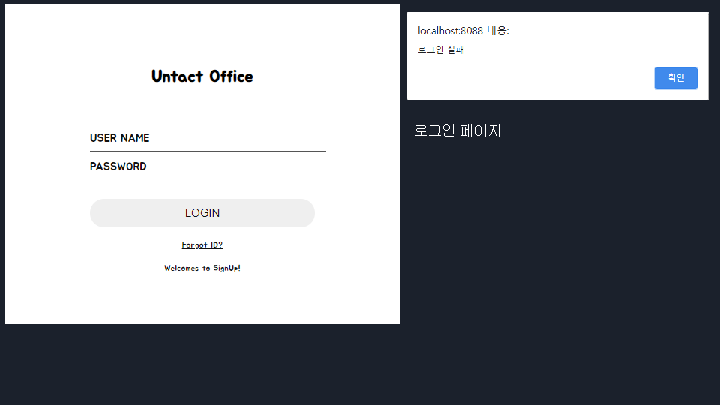 Untact Office
USER NAME
PASSWORD
LOGIN
Forgot ID?
Welcomes to SignUp!
localhost:8088 내용:
로그인 실패
확인
로그인 페이지